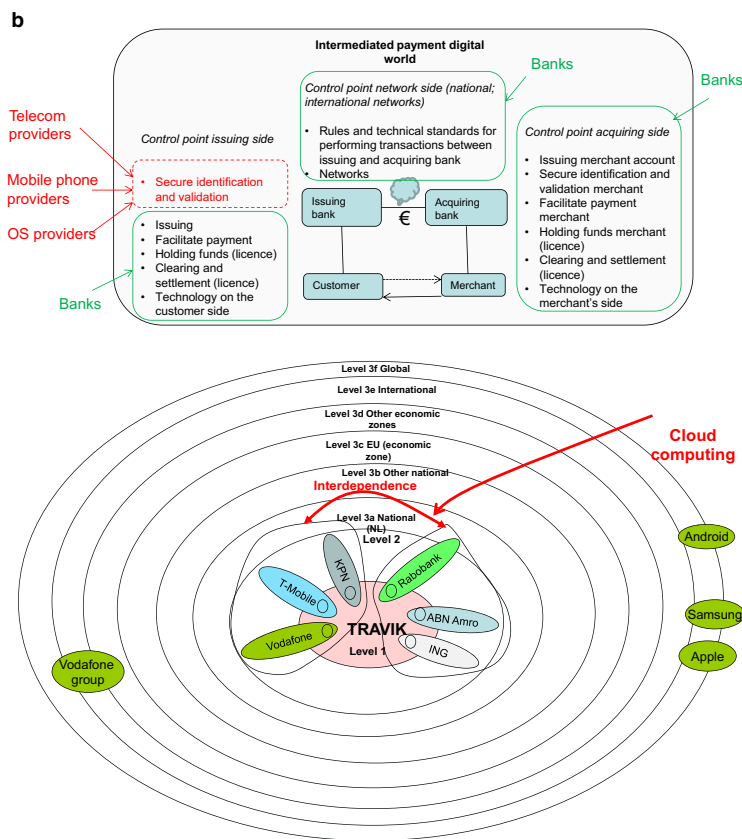 b
Intermediated payment digital
world
Banks
Banks
Control point network side (national;
international networks)
• Rules and technical standards for
performing transactions between
issuing and acquiring bank
• Networks
Telecom
providers
Mobile phone
providers
OS providers
Control point issuing side
• Secure identification
and validation
• Issuing
• Facilitate payment
• Holding funds (licence)
• Clearing and
settlement (licence)
• Technology on the
customer side
Banks
Issuing
bank
€
Acquiring
bank
Customer
Merchant
Control point acquiring side
• Issuing merchant account
• Secure identification and
validation merchant
• Facilitate payment
merchant
• Holding funds merchant
(licence)
• Clearing and settlement
(licence)
• Technology on the
merchant's side
Level 3f Global
Level 3e International
Level 3d Other economic
zones
Level 3c EU (economic
zone)
Level 3b Other national
Interdependence
Cloud
computing
Level 3a National
(NL)
Level 2
KPN
T-Mobile
Vodafone
Rabobank
ABN Amro
ING
TRAVIK
Level 1
Android
Samsung
Apple
Vodafone
group